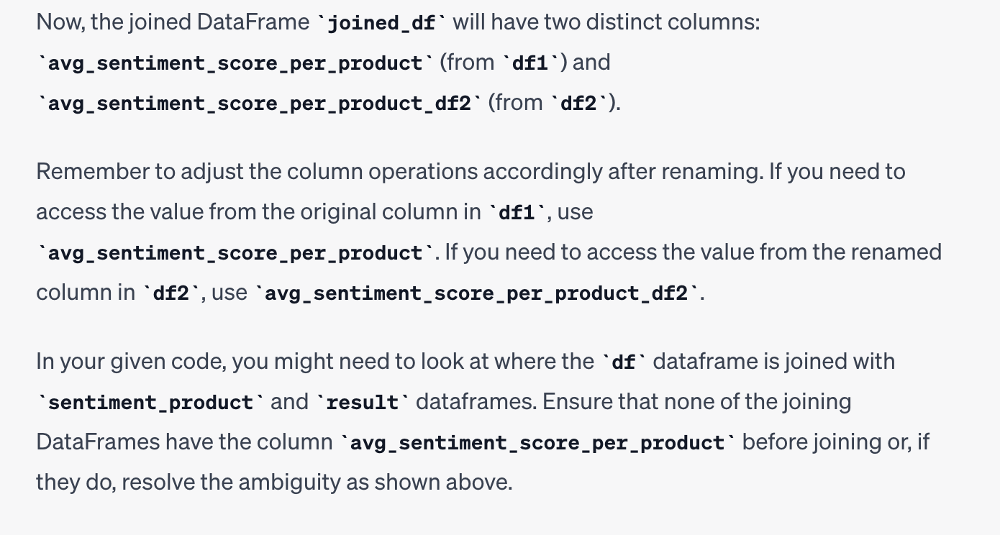 Now, the joined DataFrame `joined_df` will have two distinct columns:
`avg_sentiment_score_per_product` (from `df1`) and
`avg_sentiment_score_per_product_df2` (from `df2`).
Remember to adjust the column operations accordingly after renaming. If you need to
access the value from the original column in `df1`, use
`avg_sentiment_score_per_product`. If you need to access the value from the renamed
column in `df2`, use `avg_sentiment_score_per_product_df2`.
In your given code, you might need to look at where the `df` dataframe is joined with
`sentiment_product` and `result` dataframes. Ensure that none of the joining
DataFrames have the column `avg_sentiment_score_per_product` before joining or, if
they do, resolve the ambiguity as shown above.